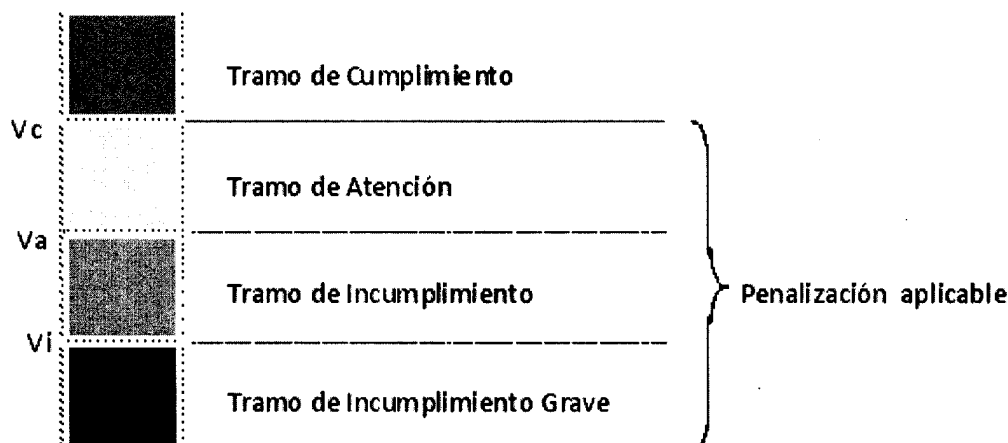 Tramo de Cumplimiento
Vc
Tramo de Atención
Va
Tramo de Incumplimiento
Penalización aplicable
Vi
Tramo de Incumplimiento Grave